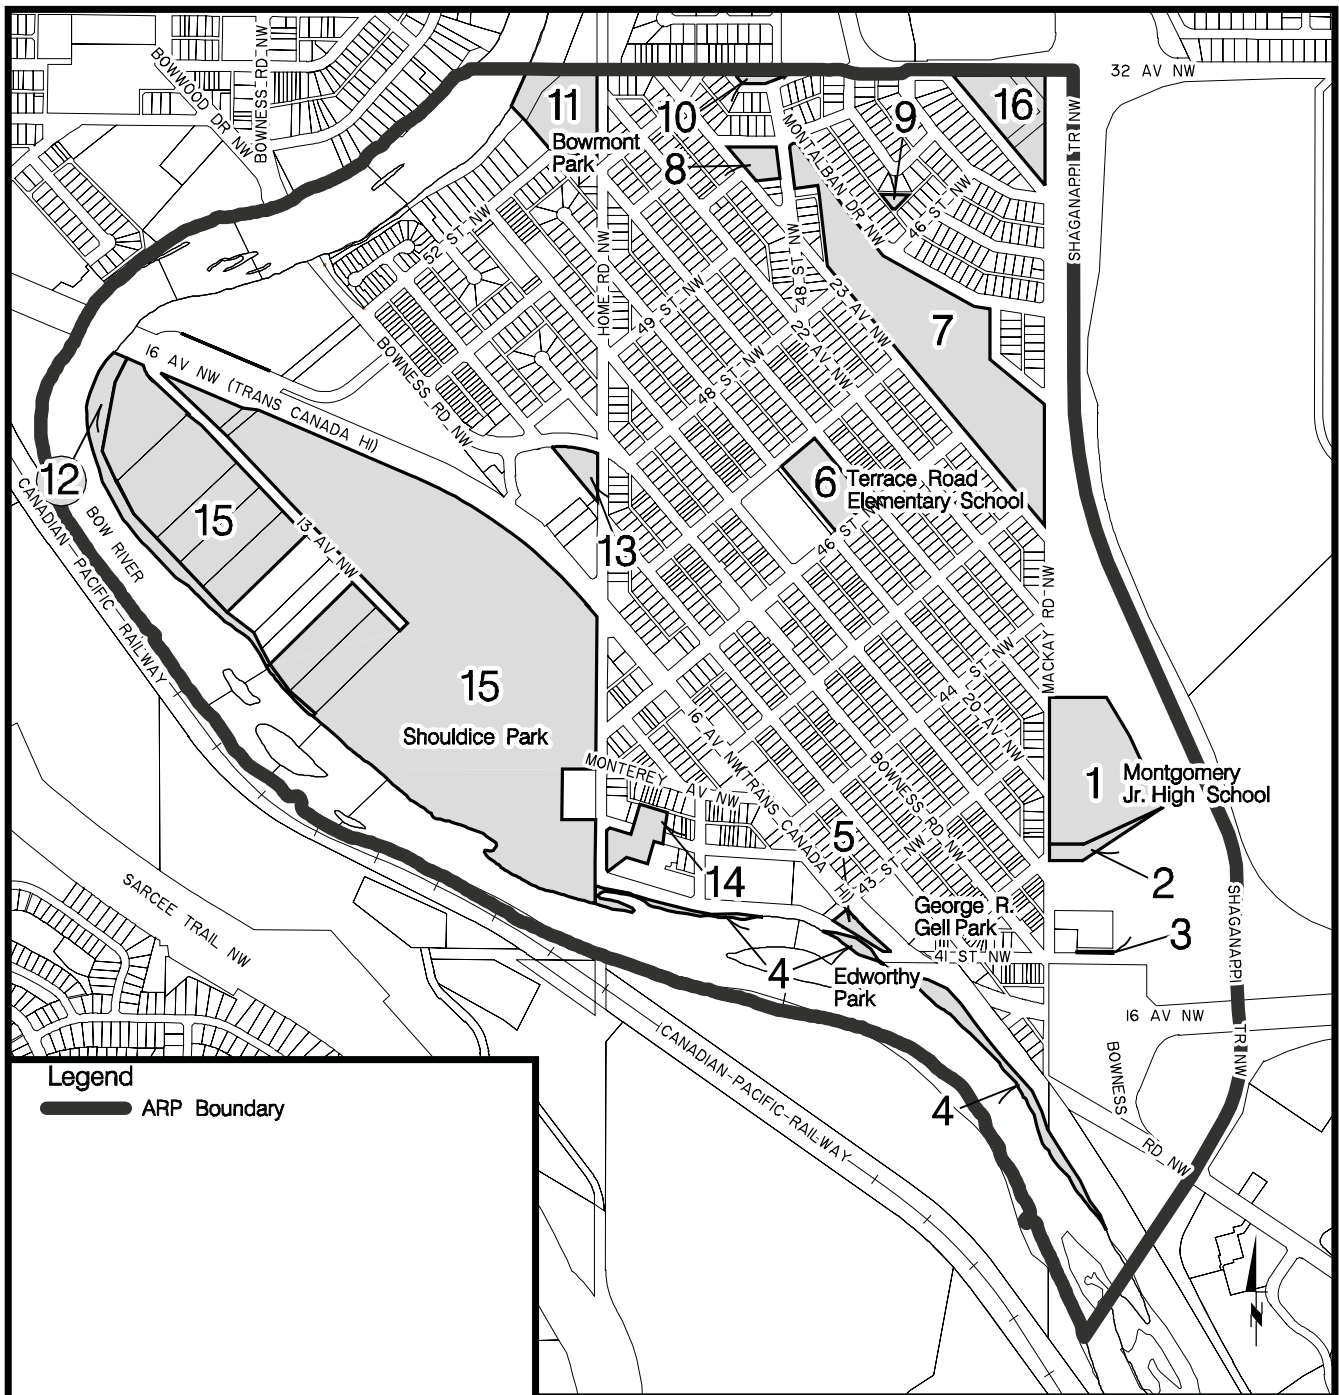 32 AV NW
BOWWOOD DR NW
BOWNESS RD NW
11
Bowmont
Park
10
9
16
8
MONTALBAN DR NW
46 ST NW
SHAGANAPPI TR NW
52 ST NW
HOME RD NW
49 ST NW
48 ST NW
23 AV NW
22 AV NW
7
16 AV NW (TRANS CANADA HI)
BOWNESS RD NW
48 ST NW
12
6
Terrace Road
Elementary School
46 ST NW
CANADIAN PACIFIC RAILWAY
BOW RIVER
15
13 AV NW
13
MACKAY RD NW
44 ST NW
20 AV NW
15
Shouldice Park
16 AV NW (TRANS CANADA HI)
MONTEREY AV NW
BOWNESS RD NW
1
Montgomery
Jr. High School
5
43 ST NW
14
2
SARCEE TRAIL NW
George R.
Gell Park
3
SHAGANAPPI TR NW
41 ST NW
4
Edworthy
Park
16 AV NW
CANADIAN PACIFIC RAILWAY
4
BOWNESS RD NW
Legend
ARP Boundary
N